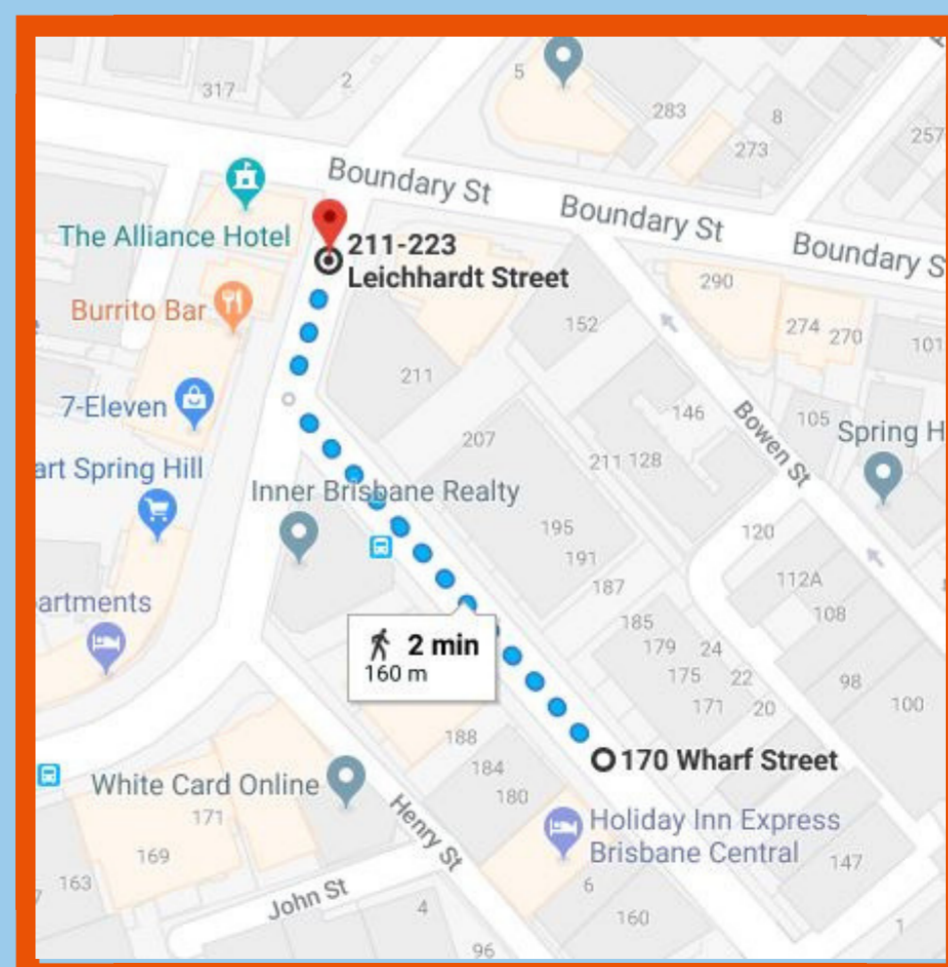 317
2
5
283
8
273
257
Boundary St
Boundary St
Boundary S
The Alliance Hotel
211-223
Leichhardt Street
290
Burrito Bar
152
274
270
101
211
7-Eleven
146
Bowen St
105
Spring H
207
art Spring Hill
211
128
Inner Brisbane Realty
195
120
191
112A
187
artments
108
185
2 min
179
24
160 m
175
22
98
100
171
20
188
170 Wharf Street
184
White Card Online
180
Henry St
171
Holiday Inn Express
Brisbane Central
169
147
163
John St
6
4
160
96
1